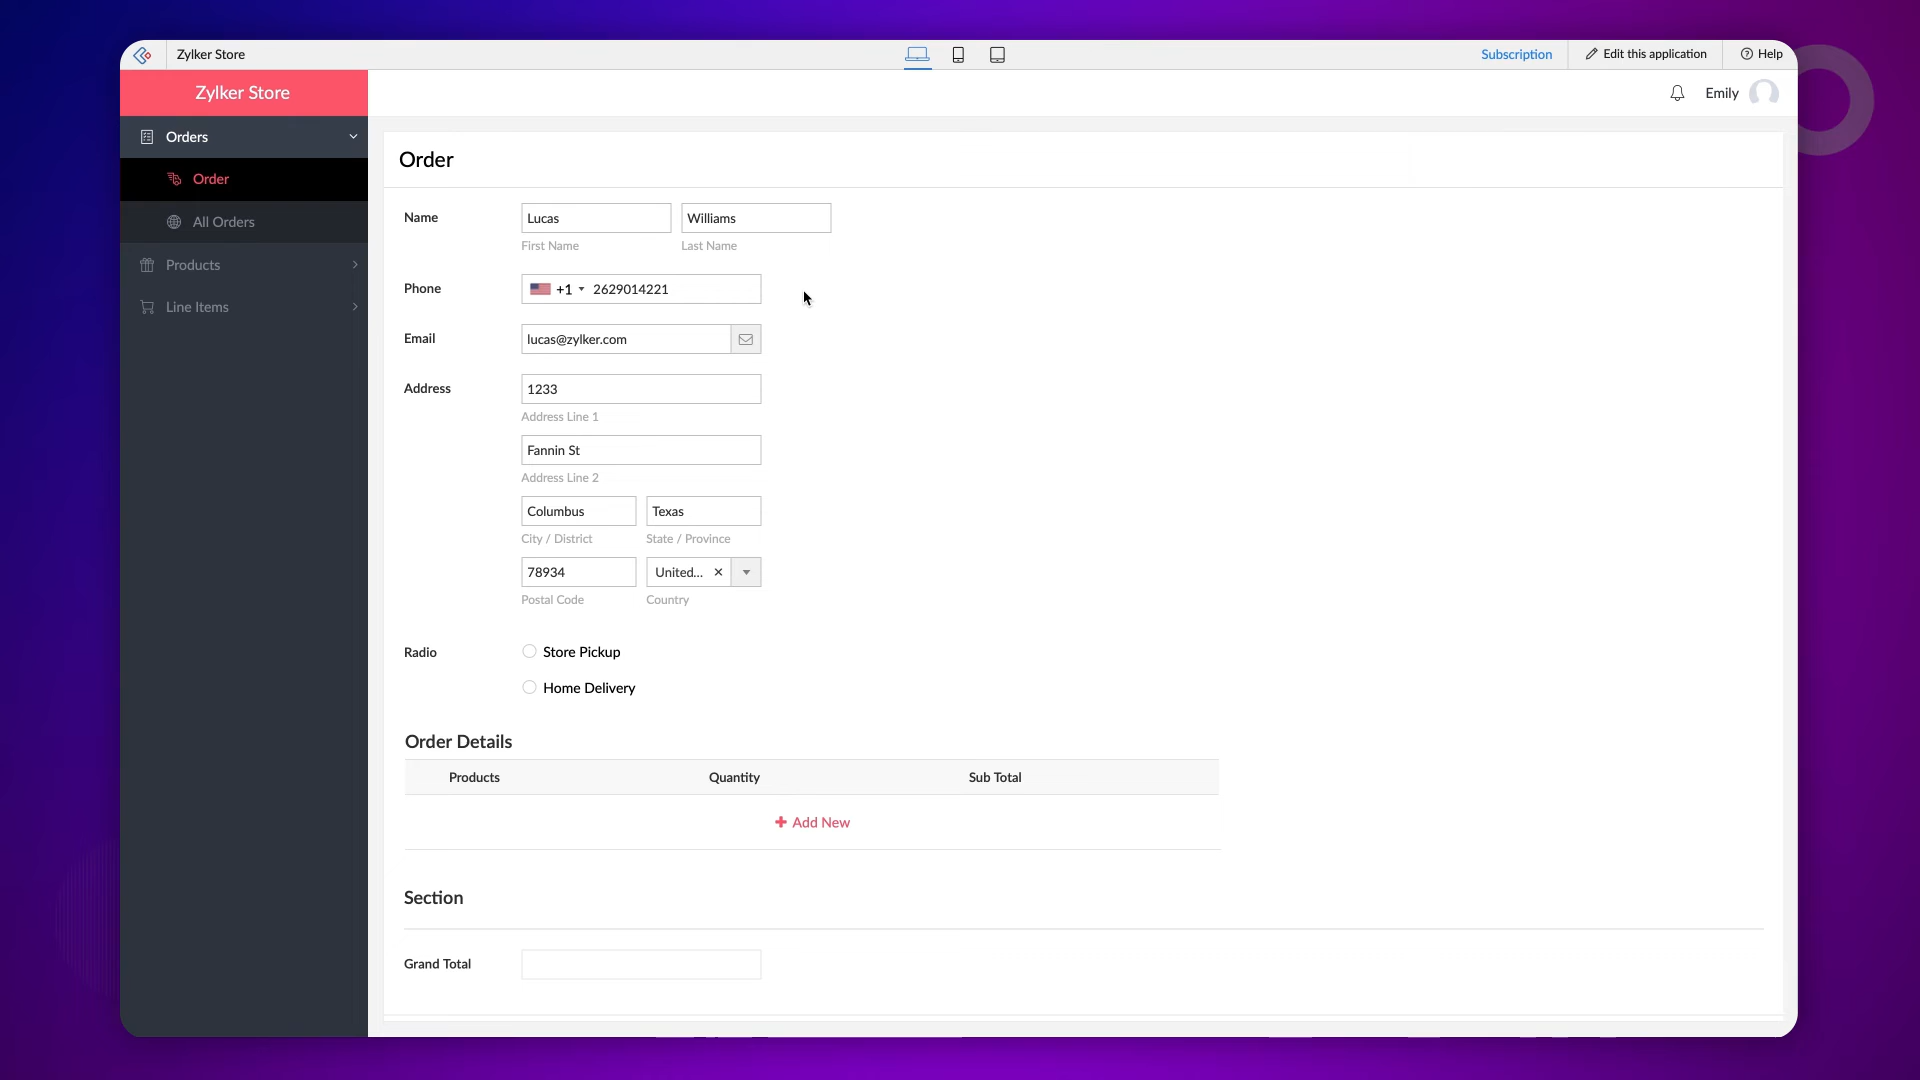 Zylker Store
Subscription
Edit this application
Help
Zylker Store
Emily
Orders
Order
All Orders
Products
Line Items
Order
Name
Lucas
Williams
First Name
Last Name
Phone
+1
2629014221
Email
lucas@zylker.com
Address
1233
Address Line 1
Fannin St
Address Line 2
Columbus
Texas
City / District
State / Province
78934
United...
Postal Code
Country
Radio
Store Pickup
Home Delivery
Order Details
Products
Quantity
Sub Total
Add New
Section
Grand Total